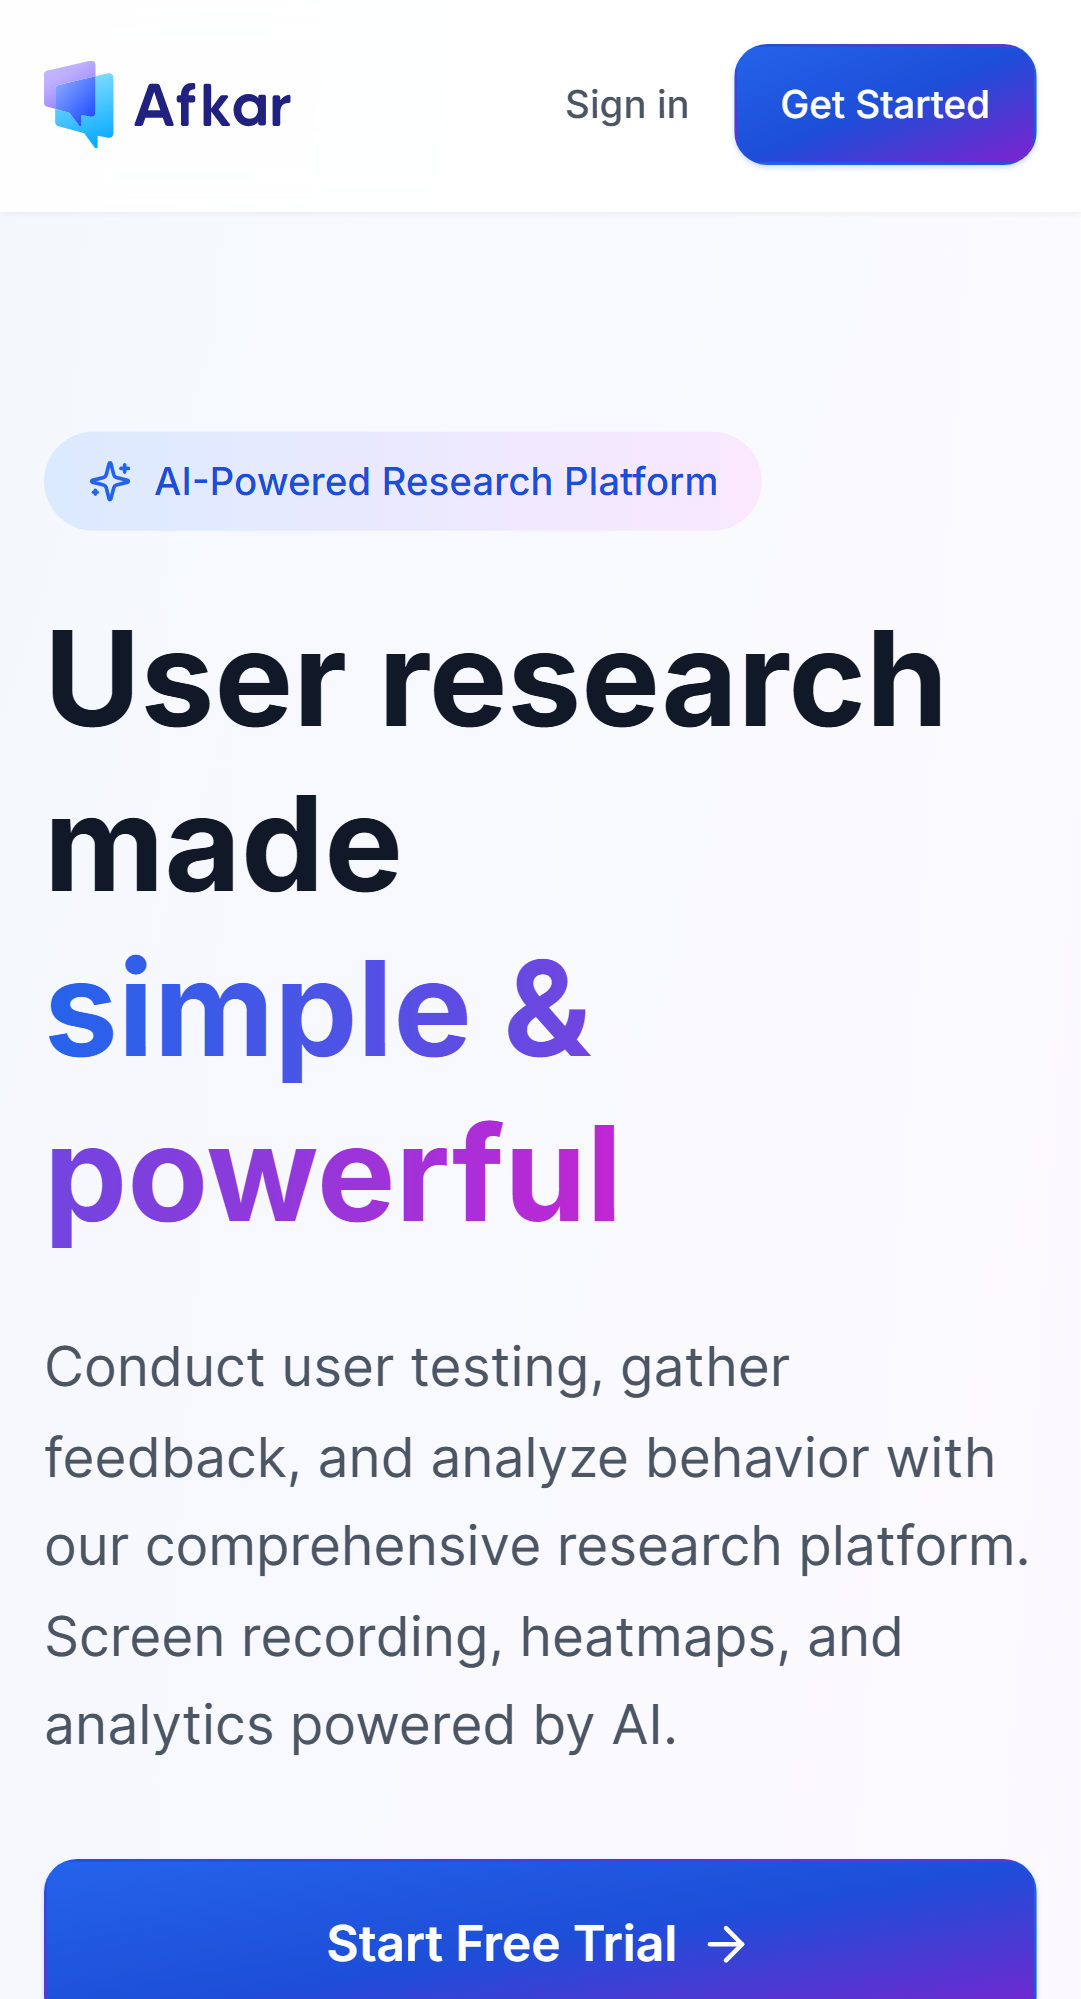 Afkar
Sign in
Get Started
AI-Powered Research Platform
User research
made
simple &
powerful
Conduct user testing, gather
feedback, and analyze behavior with
our comprehensive research platform.
Screen recording, heatmaps, and
analytics powered by AI.
Start Free Trial →